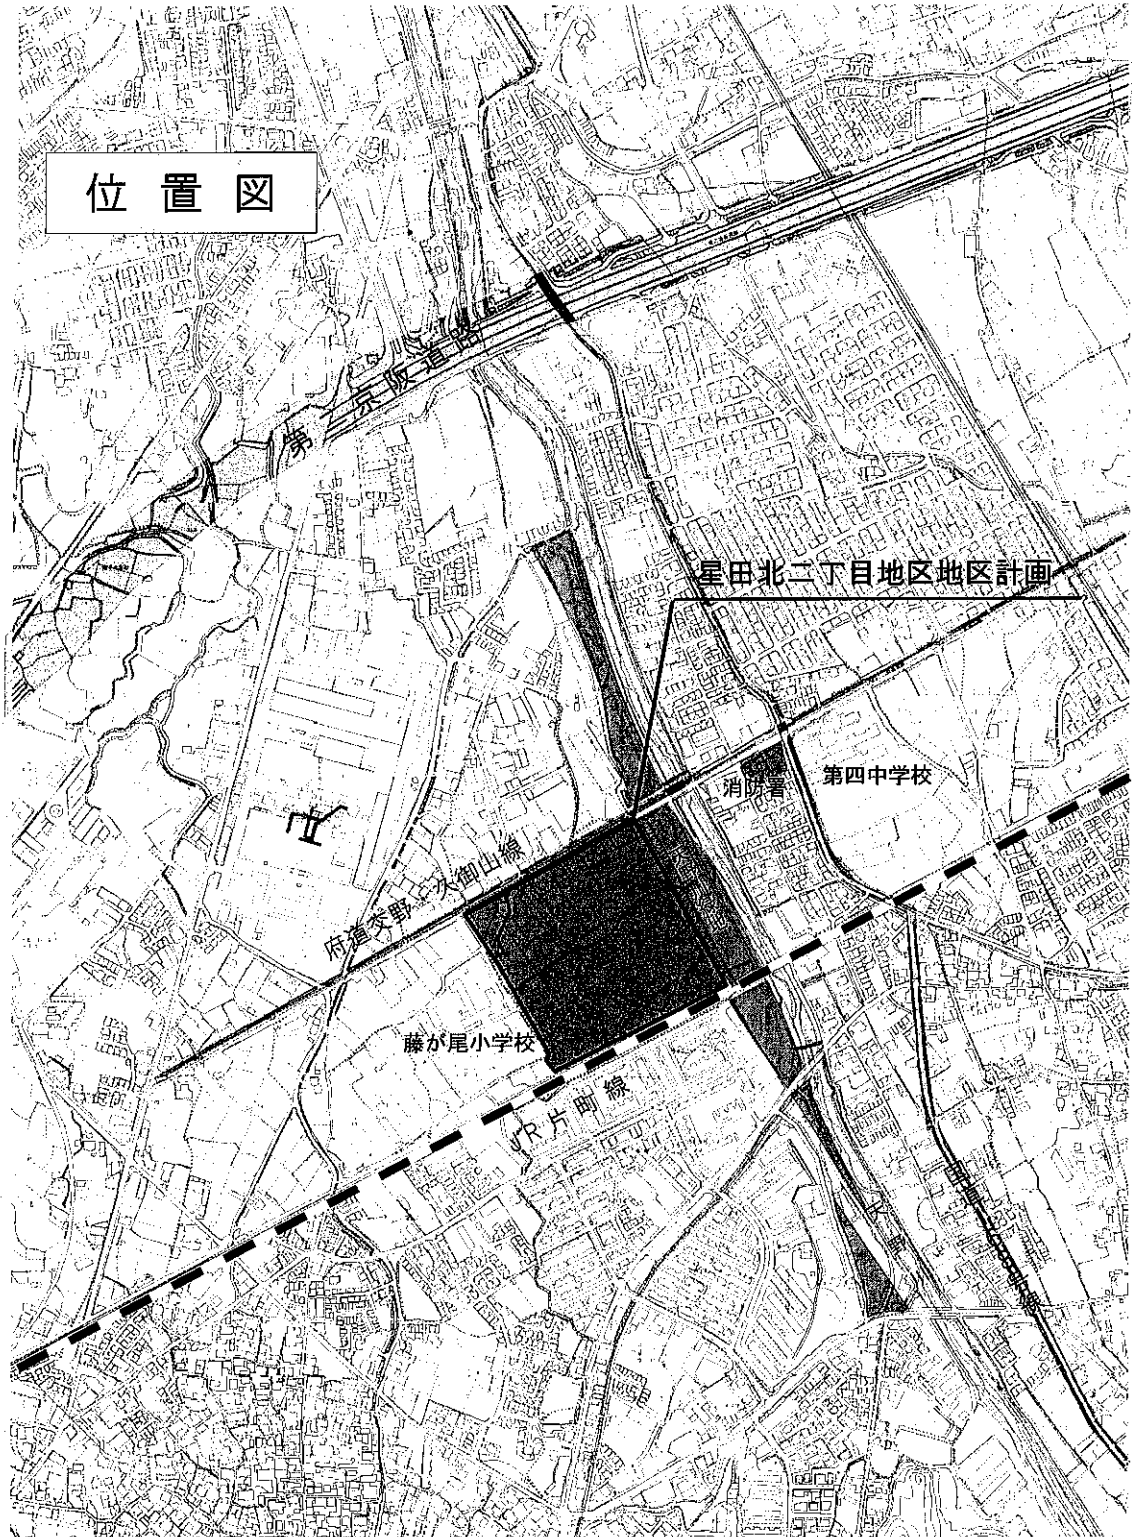 位置図
第二京阪道路
星田北二丁目地区地区計画
消防署
第四中学校
府道交野久御山線
藤が尾小学校
JR片町線